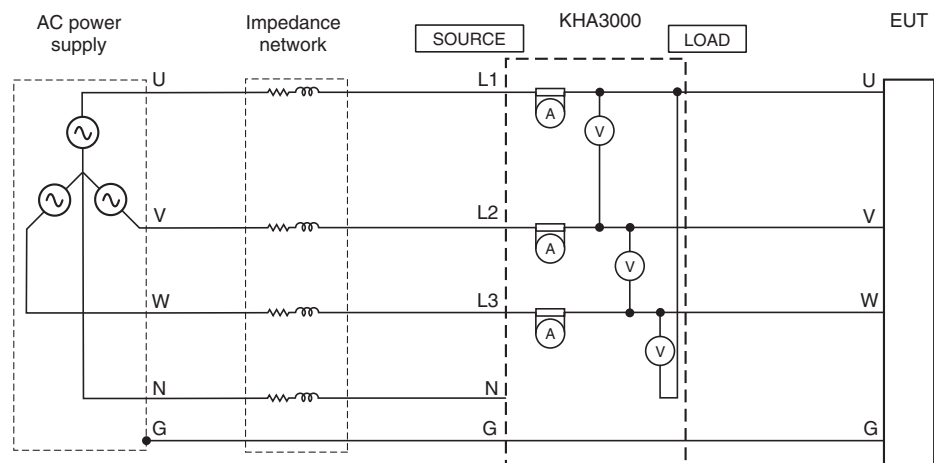 AC power
supply
Impedance
network
SOURCE
KHA3000
LOAD
EUT
U
L1
U
A
V
V
L2
V
A
V
W
L3
W
A
V
N
N
G
G
G